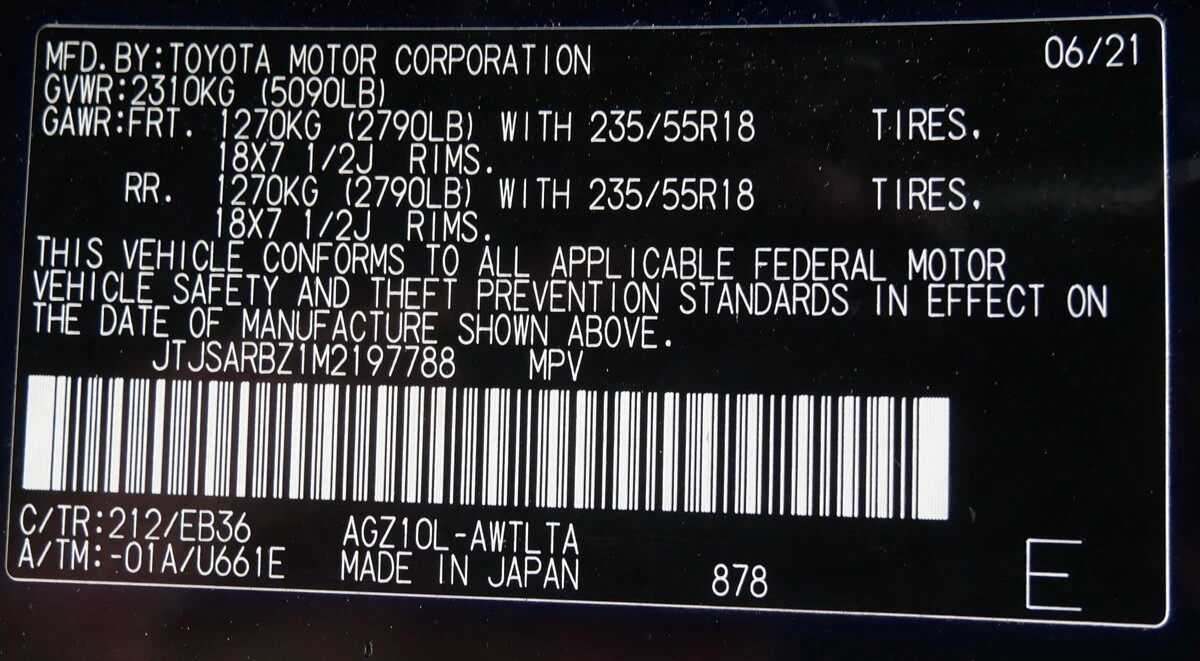 MFD.BY:TOYOTA MOTOR CORPORATION 06/21
GVWR:2310KG (5090LB)
GAWR:FRT. 1270KG (2790LB) WITH 235/55R18 TIRES.
18X7 1/2J RIMS.
RR. 1270KG (2790LB) WITH 235/55R18 TIRES.
18X7 1/2J RIMS.
THIS VEHICLE CONFORMS TO ALL APPLICABLE FEDERAL MOTOR
VEHICLE SAFETY AND THEFT PREVENTION STANDARDS IN EFFECT ON
THE DATE OF MANUFACTURE SHOWN ABOVE.
JTJSARBZ1M2197788 MPV
C/TR:212/EB36 AGZ10L-AWTLTA
A/TM:-01A/U661E MADE IN JAPAN 878 E